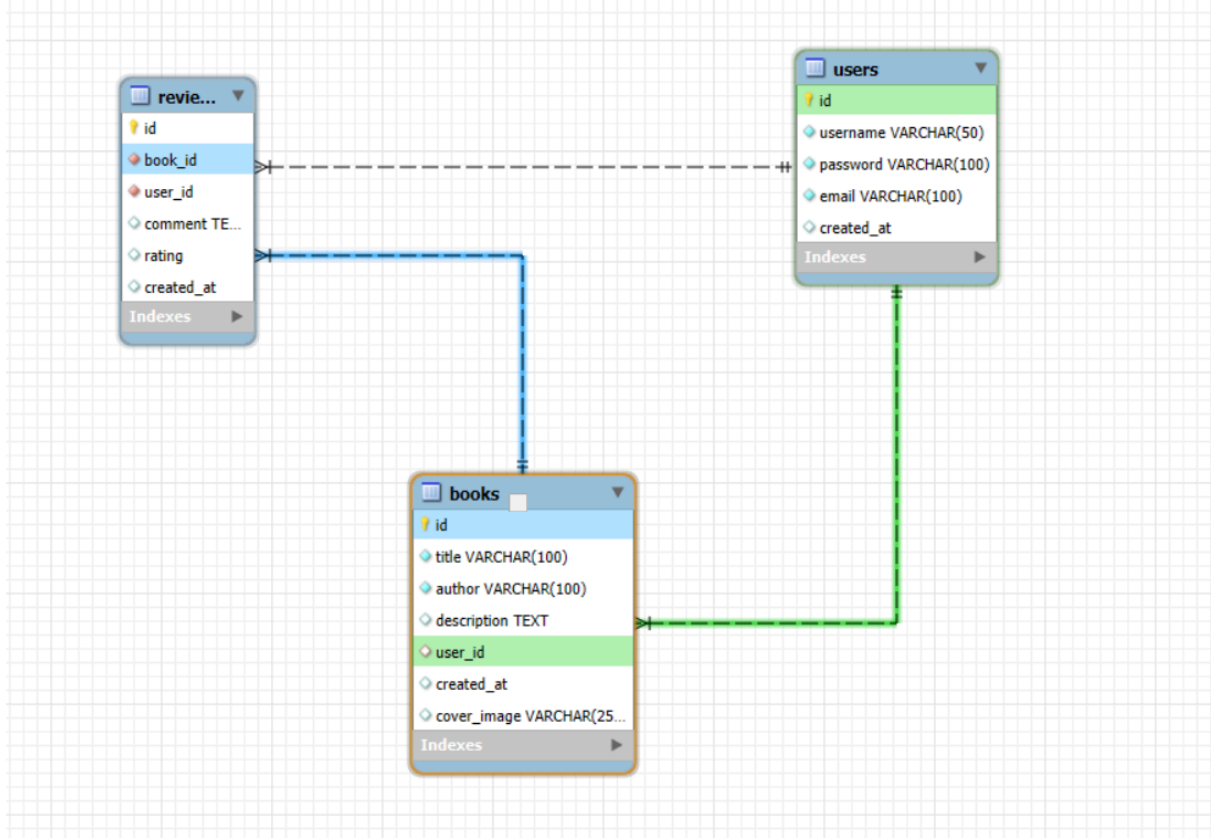 revie...
id
book_id
user_id
comment TE...
rating
created_at
Indexes
users
id
username VARCHAR(50)
password VARCHAR(100)
email VARCHAR(100)
created_at
Indexes
books
id
title VARCHAR(100)
author VARCHAR(100)
description TEXT
user_id
created_at
cover_image VARCHAR(25...
Indexes